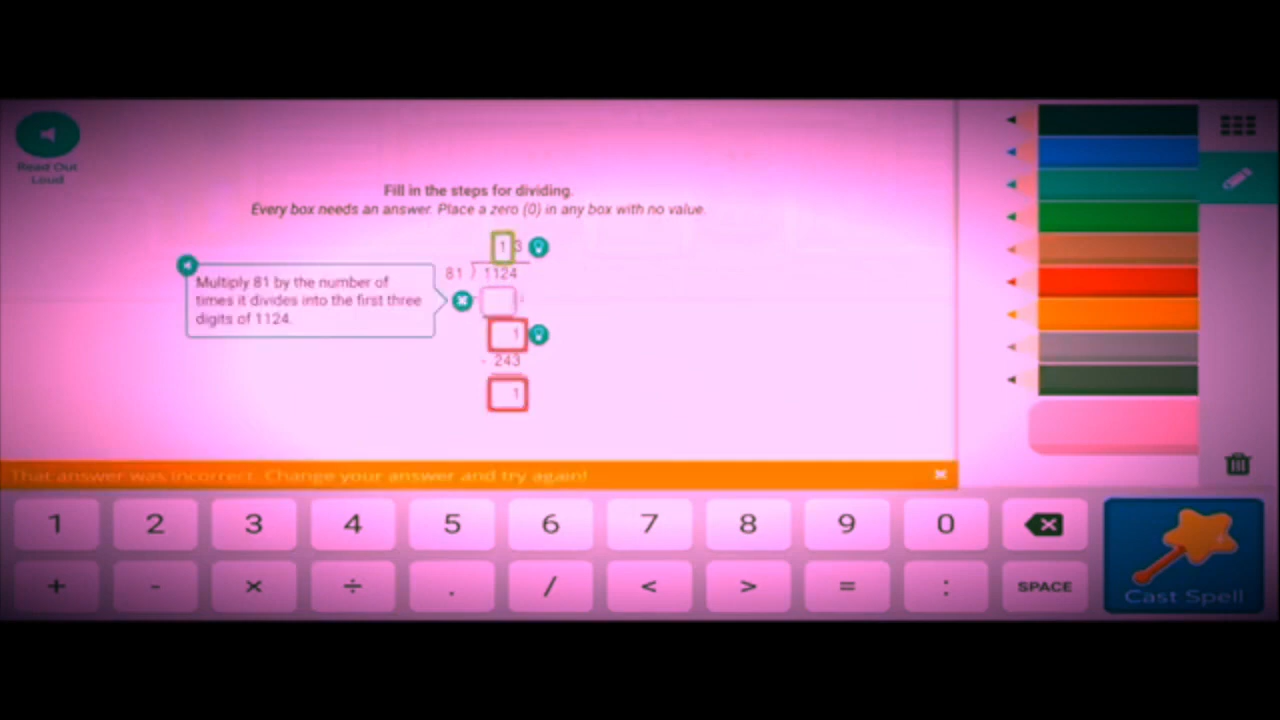 Read Out
Loud
Fill in the steps for dividing.
Every box needs an answer. Place a zero (0) in any box with no value.
1 3
81 ) 1124
Multiply 81 by the number of
times it divides into the first three
digits of 1124.
-
1
- 243
1
That answer was incorrect. Change your answer and try again!
1 2 3 4 5 6 7 8 9 0
+ - × ÷ . / < > = : SPACE
Cast Spell